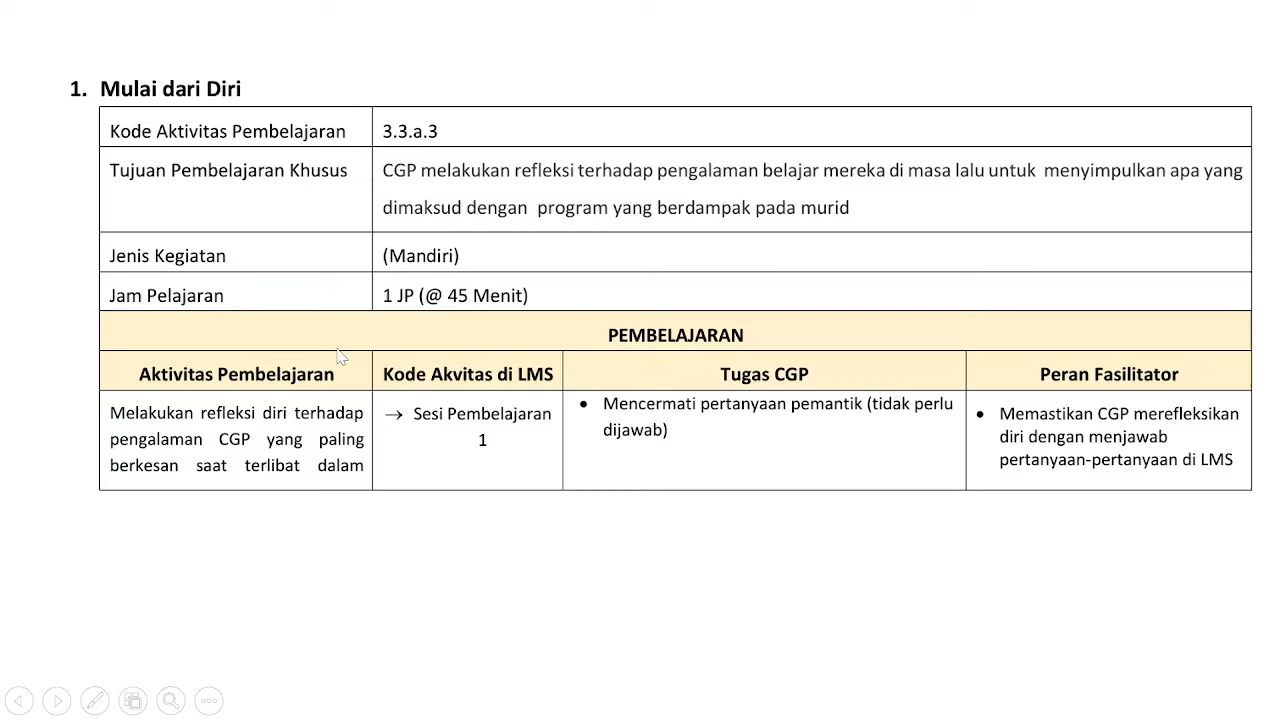 1. Mulai dari Diri
Kode Aktivitas Pembelajaran 3.3.a.3
Tujuan Pembelajaran Khusus CGP melakukan refleksi terhadap pengalaman belajar mereka di masa lalu untuk menyimpulkan apa yang
dimaksud dengan program yang berdampak pada murid
Jenis Kegiatan (Mandiri)
Jam Pelajaran 1 JP (@ 45 Menit)
PEMBELAJARAN
Aktivitas Pembelajaran Kode Akvitas di LMS Tugas CGP Peran Fasilitator
Melakukan refleksi diri terhadap
pengalaman CGP yang paling
berkesan saat terlibat dalam
→ Sesi Pembelajaran
1
• Mencermati pertanyaan pemantik (tidak perlu
dijawab)
• Memastikan CGP merefleksikan
diri dengan menjawab
pertanyaan-pertanyaan di LMS